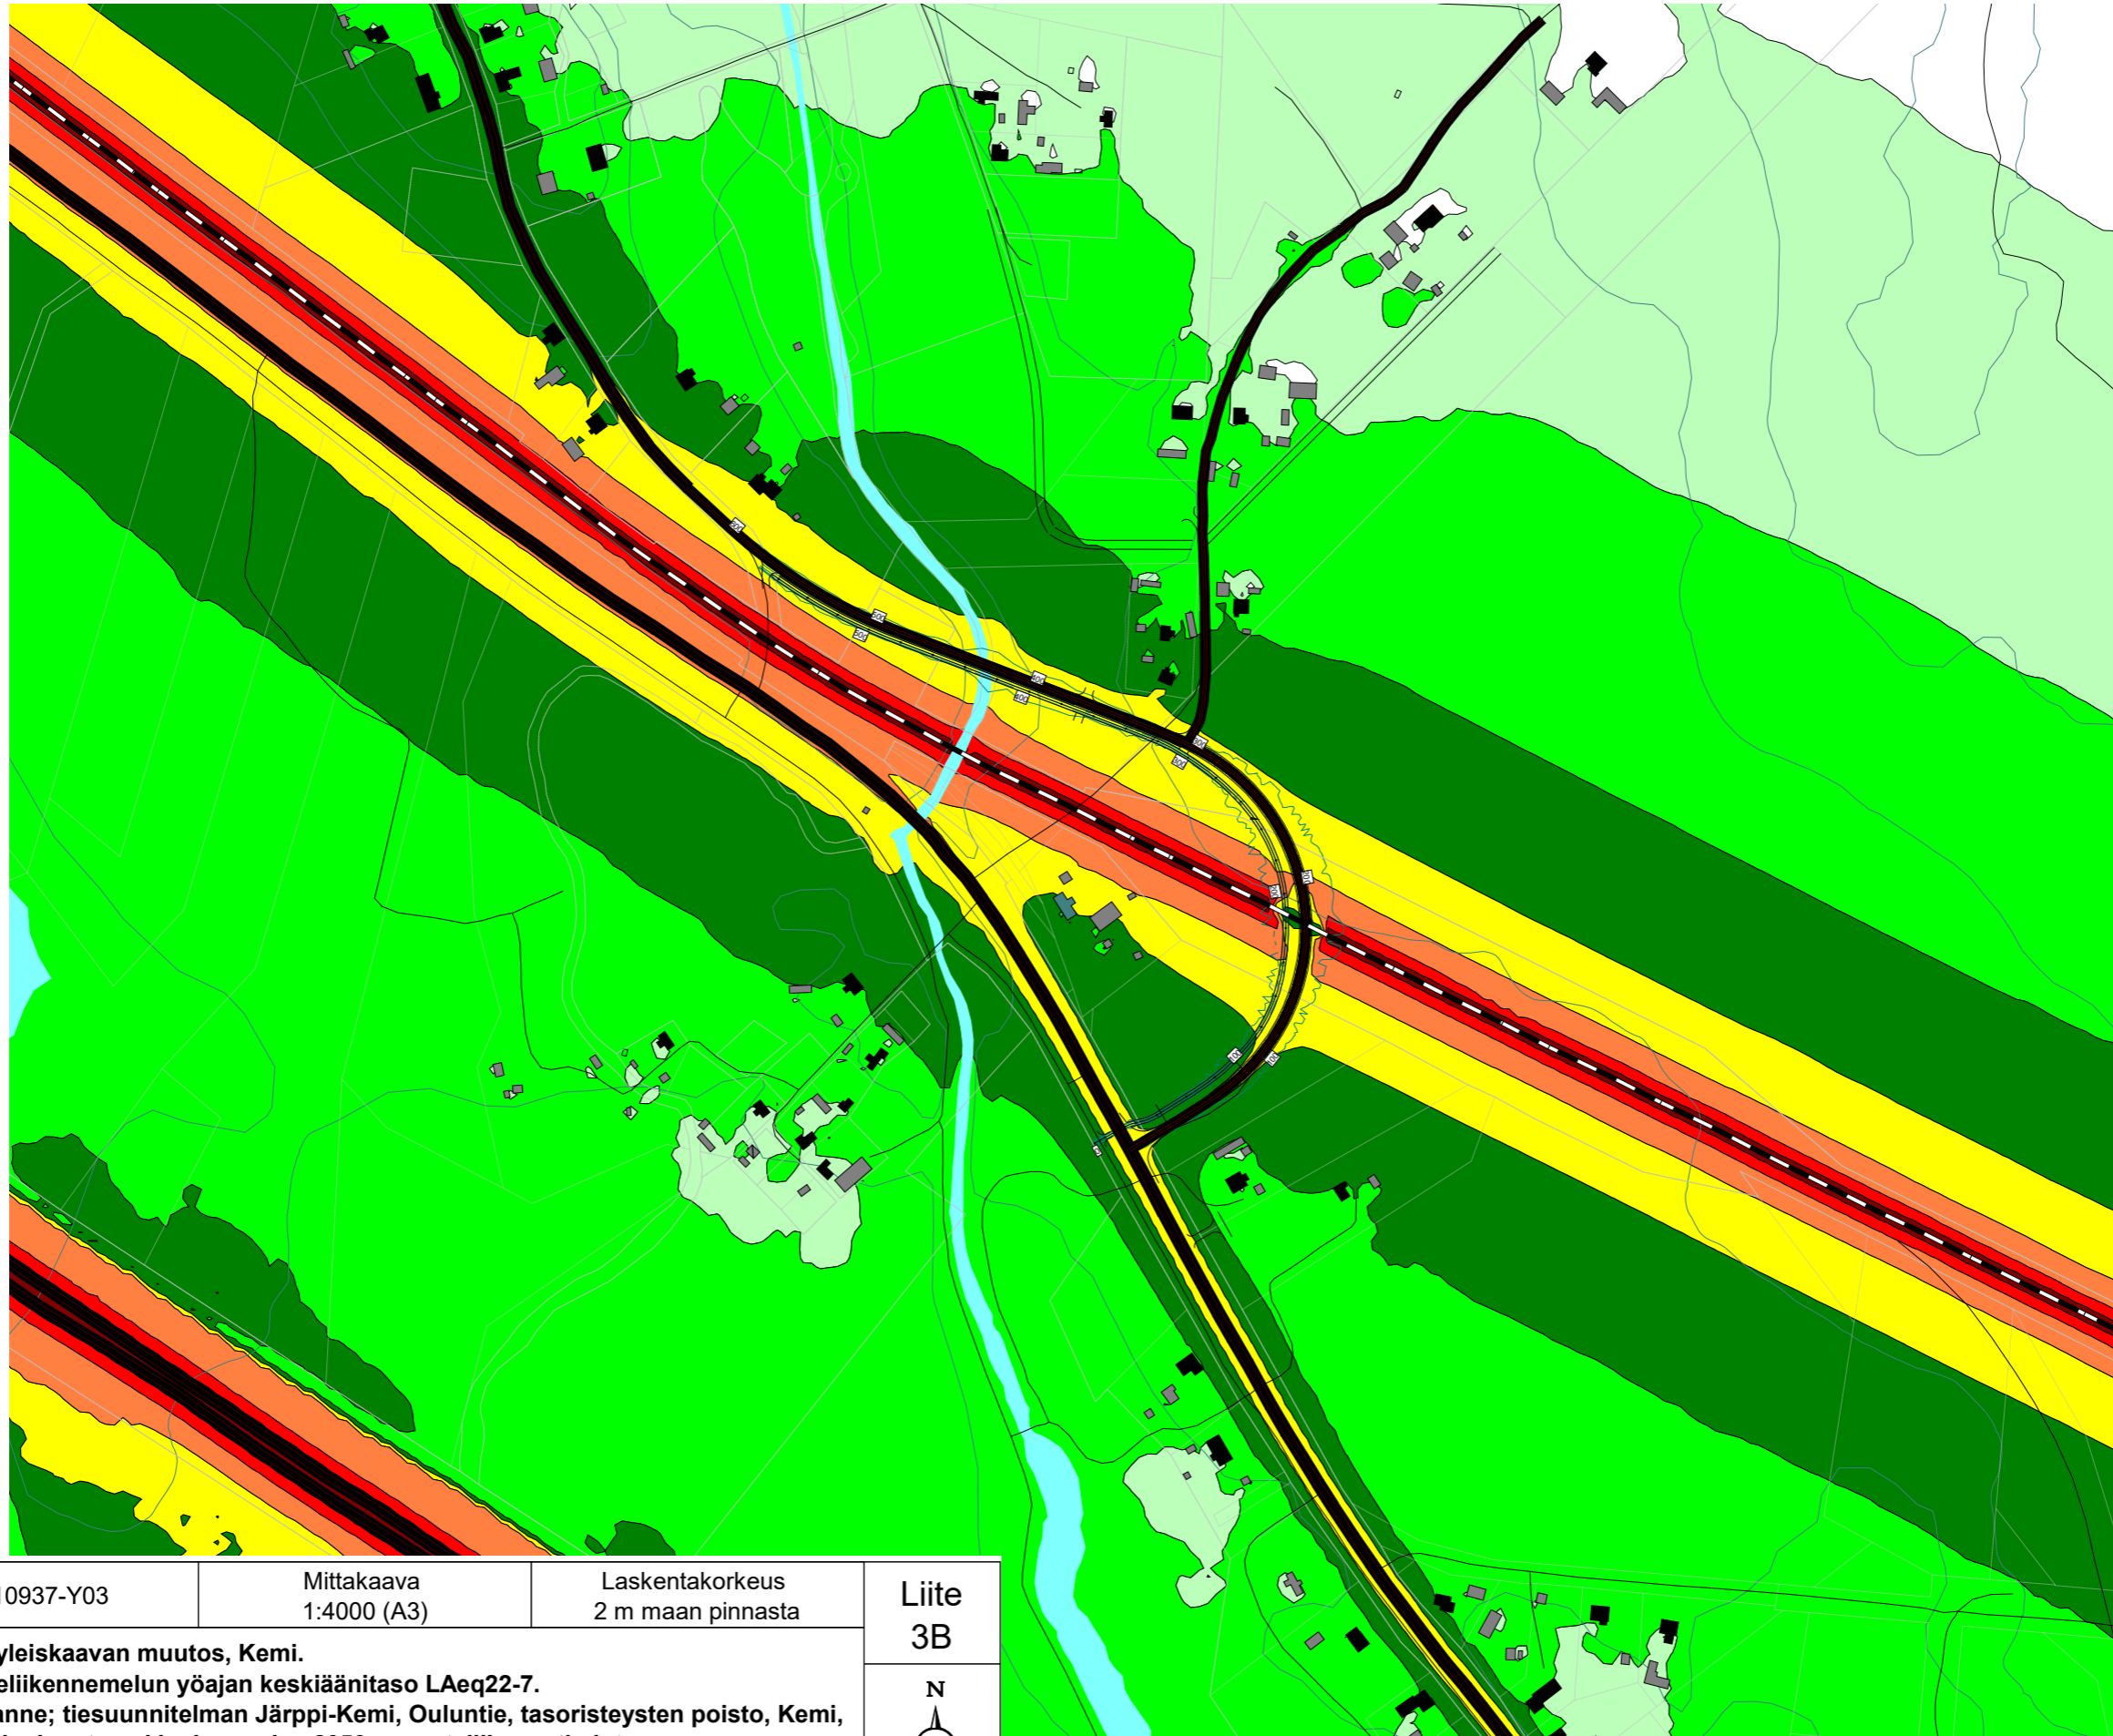 10937-Y03
Mittakaava
1:4000 (A3)
Laskentakorkeus
2 m maan pinnasta
Liite
3B
yleiskaavan muutos, Kemi.
eliikennemelun yöajan keskiäänitaso LAeq22-7.
anne; tiesuunnitelman Järppi-Kemi, Ouluntie, tasoristeysten poisto, Kemi,
N